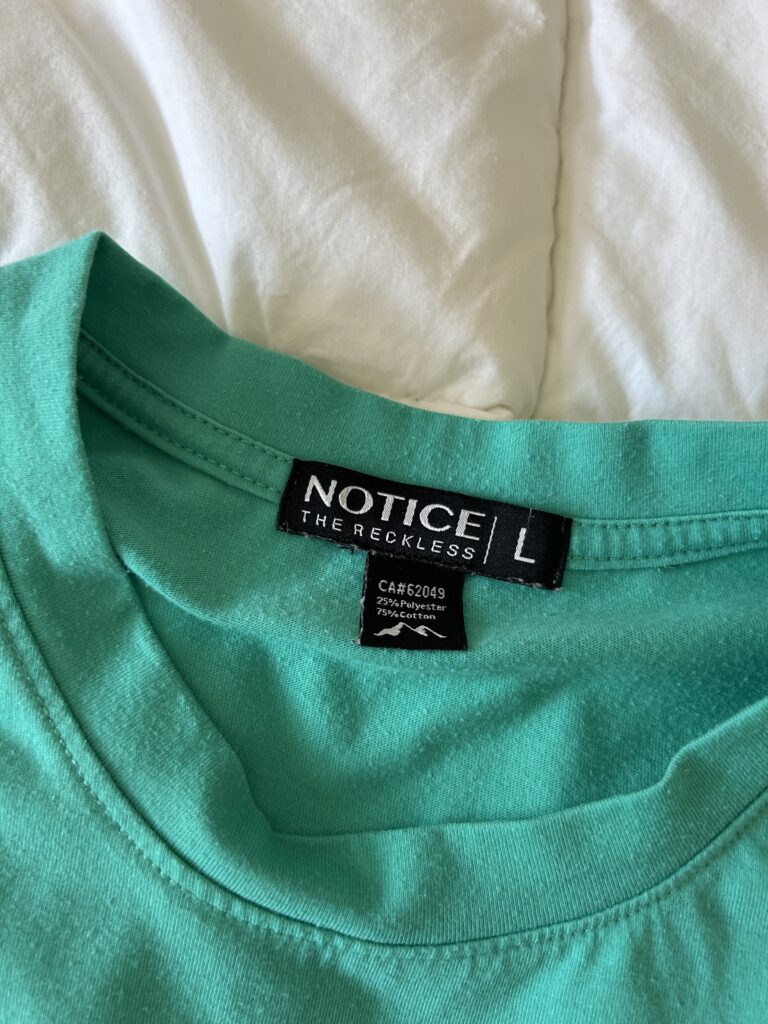 NOTICE
THE RECKLESS
L
CA#62049
25% Polyester
75% Cotton